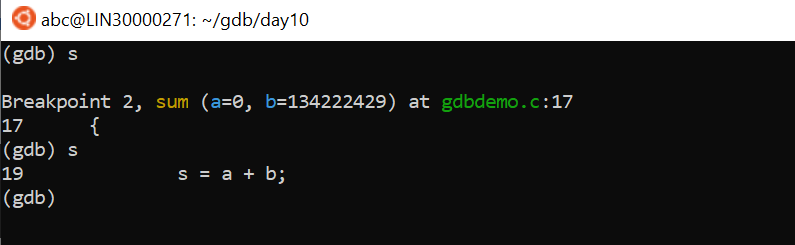 abc@LIN30000271: ~/gdb/day10
(gdb) s
Breakpoint 2, sum (a=0, b=134222429) at gdbdemo.c:17
17      {
(gdb) s
19              s = a + b;
(gdb)